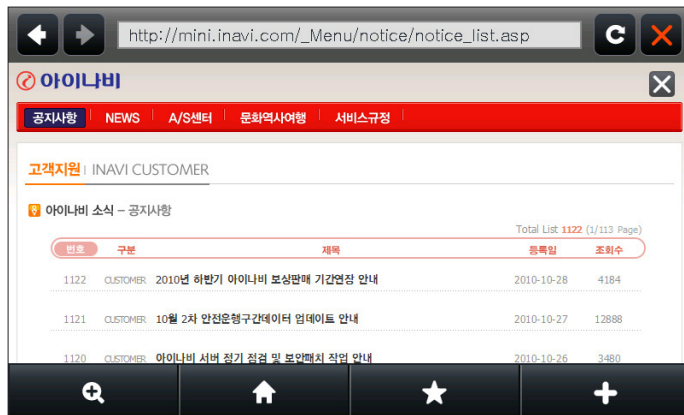 http://mini.inavi.com/_Menu/notice/notice_list.asp
아이나비
공지사항 NEWS A/S센터 문화역사여행 서비스규정
고객지원 | INAVI CUSTOMER
아이나비 소식 – 공지사항
Total List 1122 (1/113 Page)
번호 구분 제목 등록일 조회수
1122 CUSTOMER 2010년 하반기 아이나비 보상판매 기간연장 안내 2010-10-28 4184
1121 CUSTOMER 10월 2차 안전운행구간데이터 업데이트 안내 2010-10-27 12888
1120 CUSTOMER 아이나비 서버 정기 점검 및 보안패치 작업 안내 2010-10-26 3480